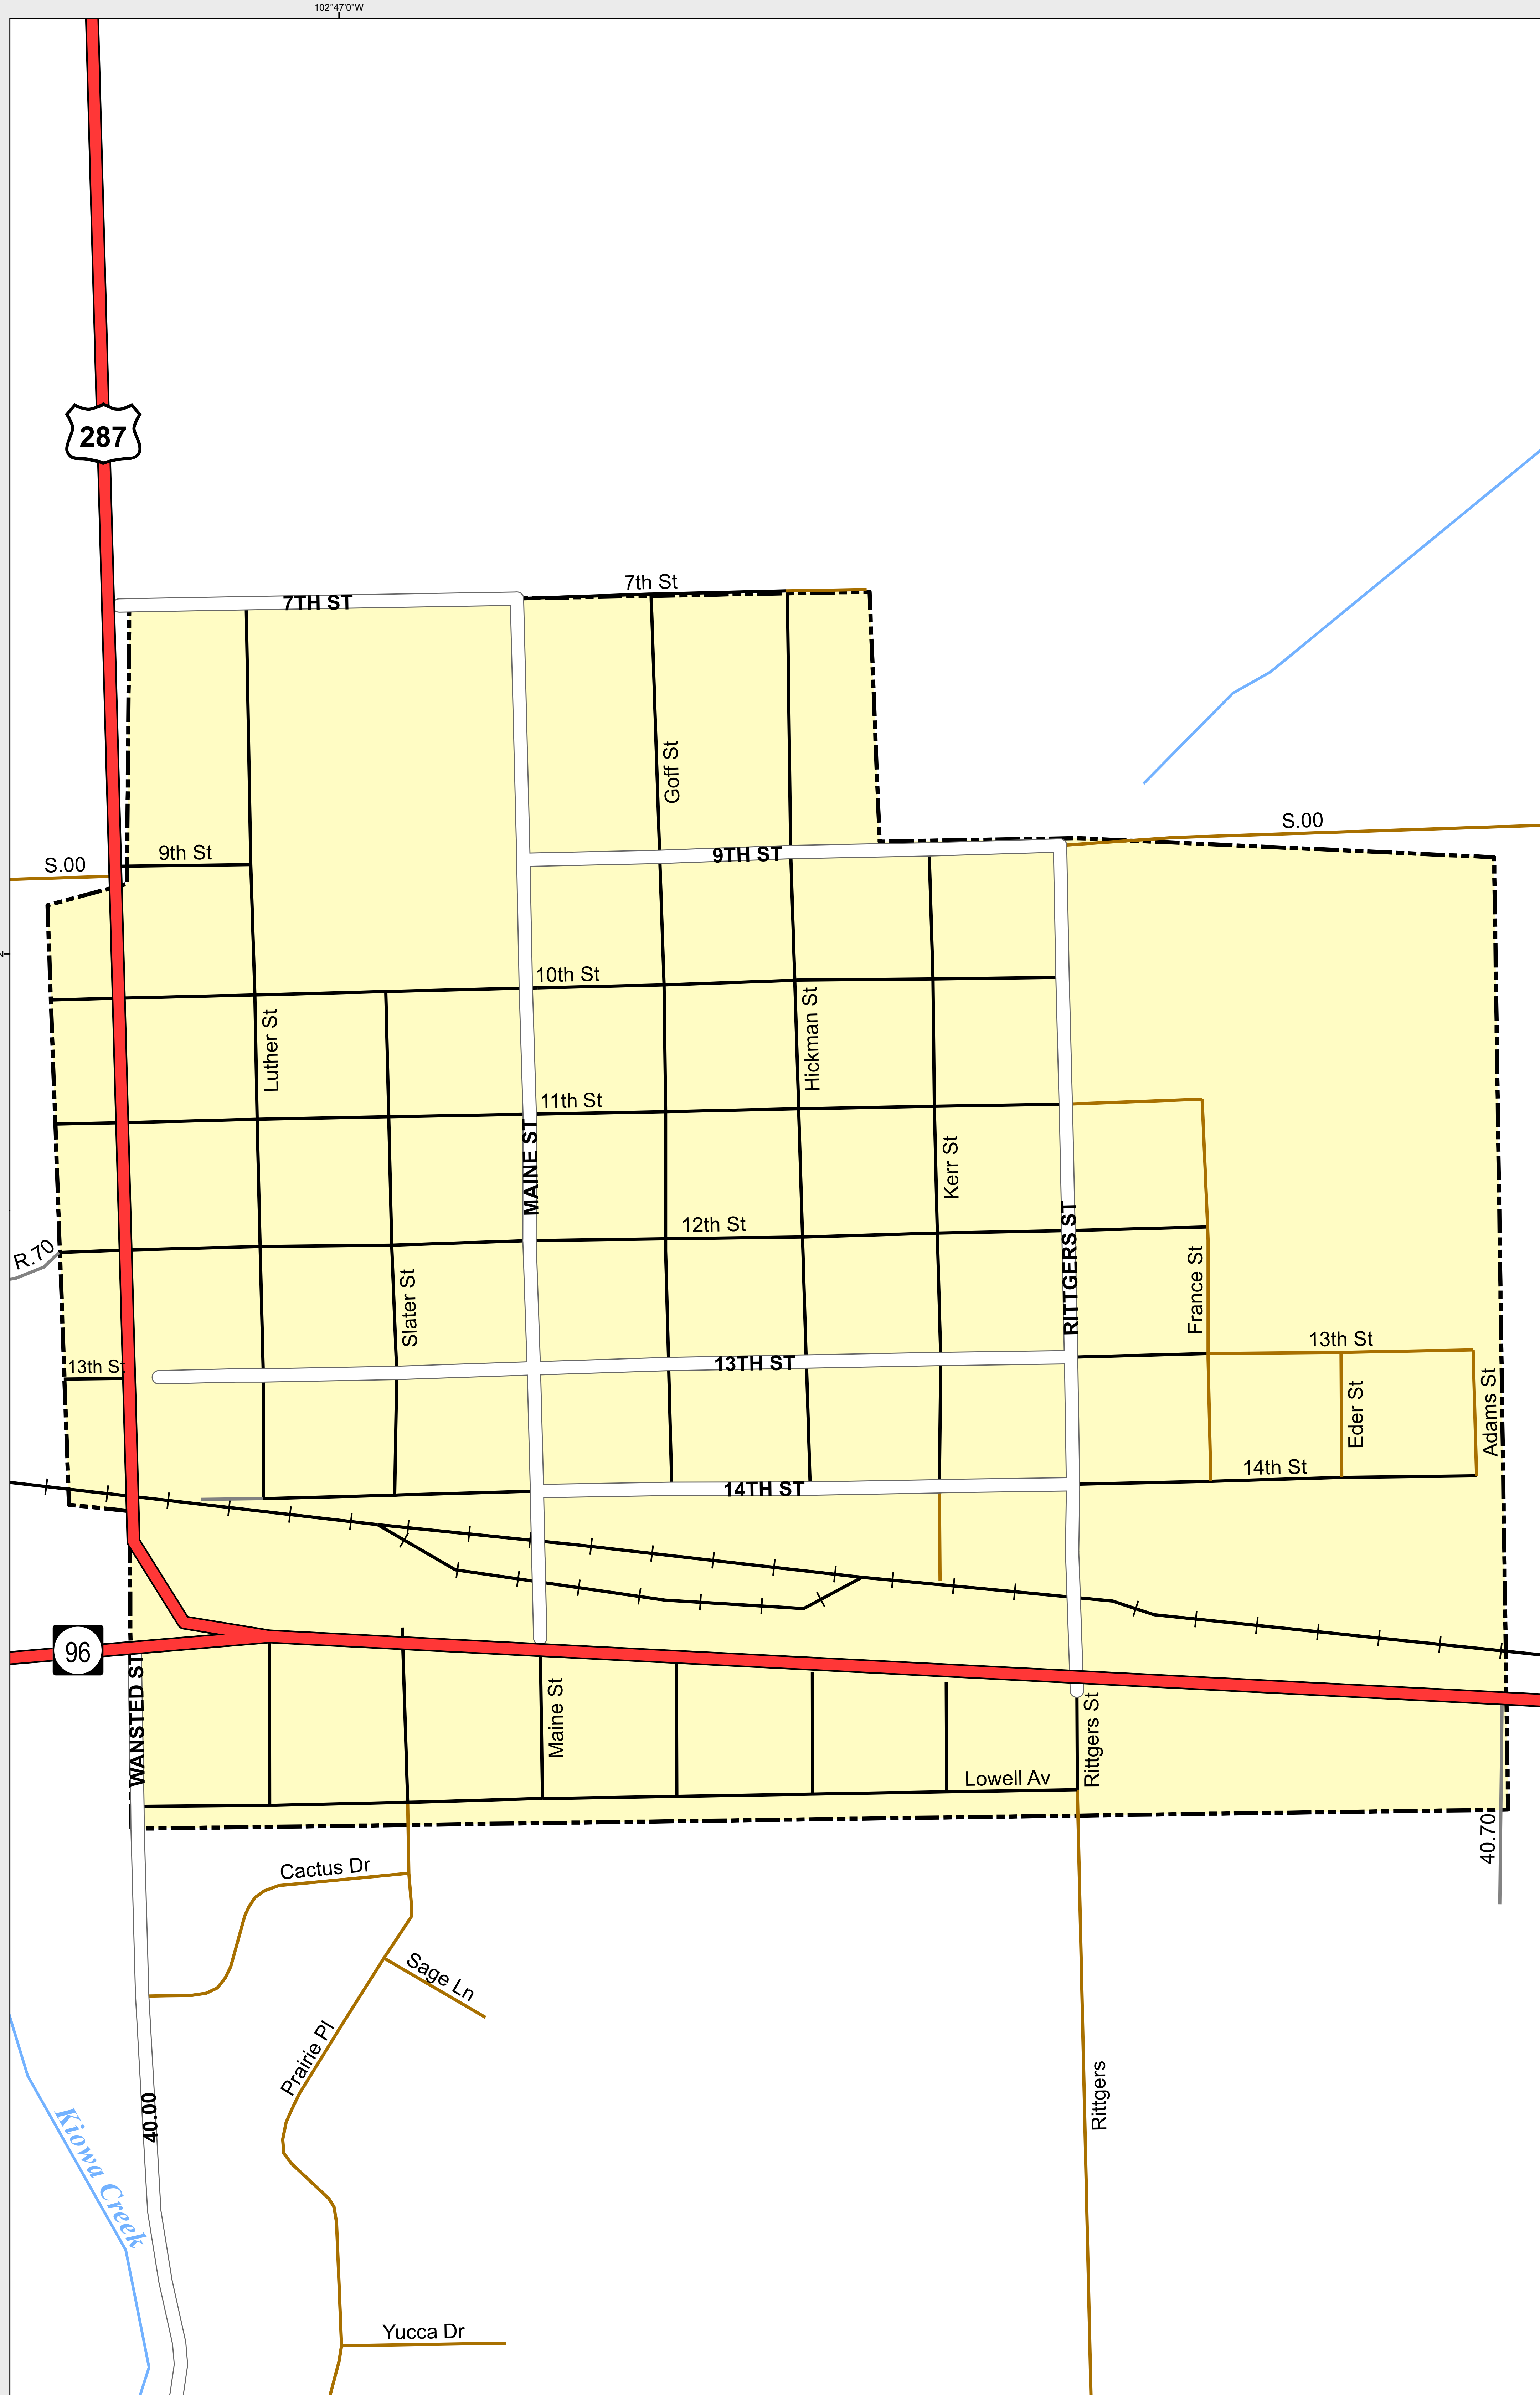 102°47'0"W
287
7th St
7TH ST
Goff St
S.00
9th St
S.00
9TH ST
10th St
Luther St
Hickman St
11th St
MAINE ST
Kerr St
12th St
RITTGERS ST
R.70
Slater St
France St
13th St
13TH ST
13th St
Eder St
Adams St
14TH ST
14th St
96
WANSTED ST
Maine St
Rittgers St
Lowell Av
40.70
Cactus Dr
Sage Ln
Prairie Pl
40.00
Rittgers
Kiowa Creek
Yucca Dr